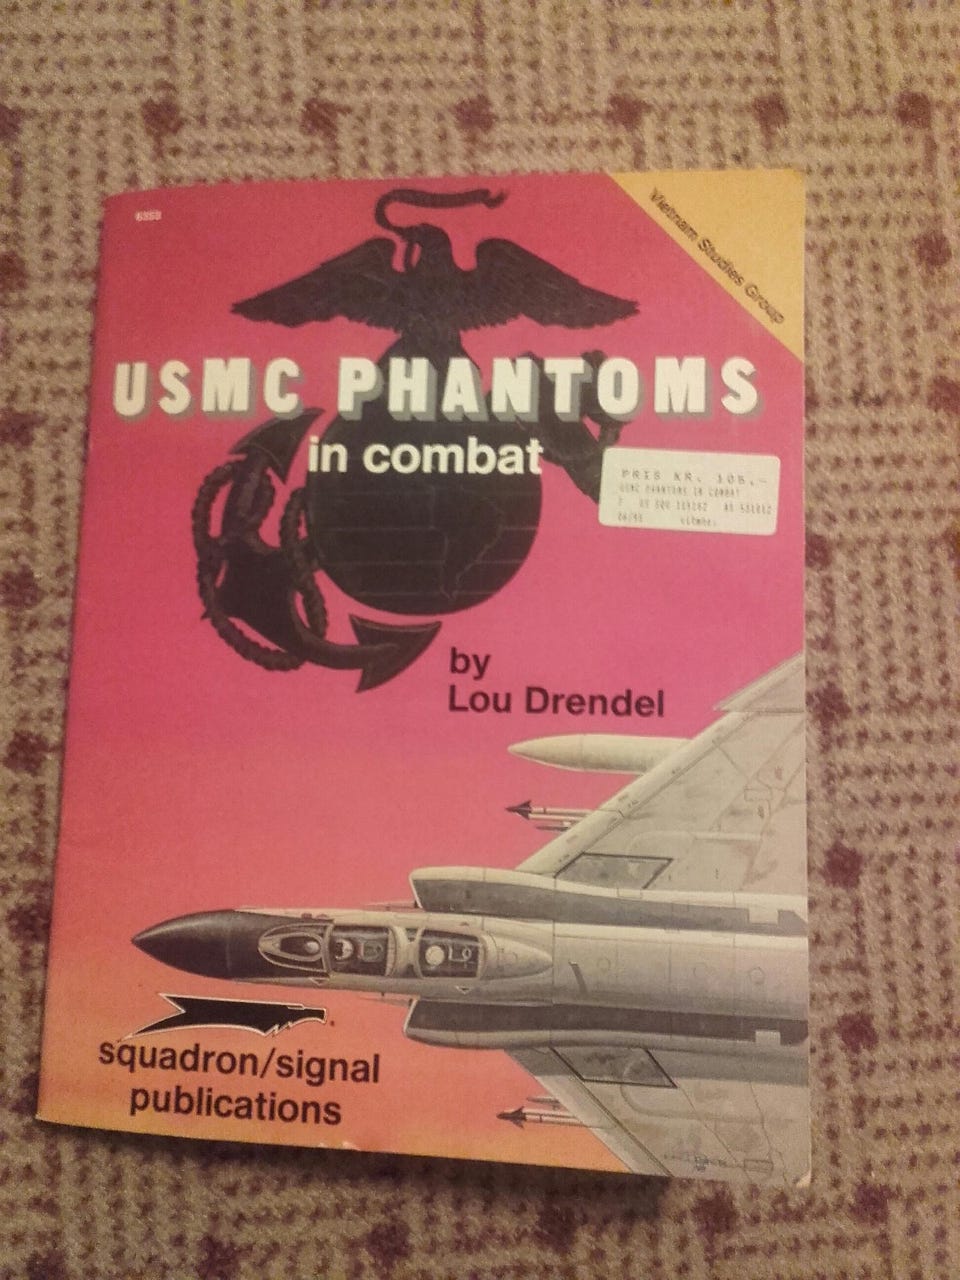 6353
Vietnam Studies Group
USMC PHANTOMS
in combat
PRIS KR. 105.-
USMC PHANTOMS IN COMBAT
by
Lou Drendel
squadron/signal
publications